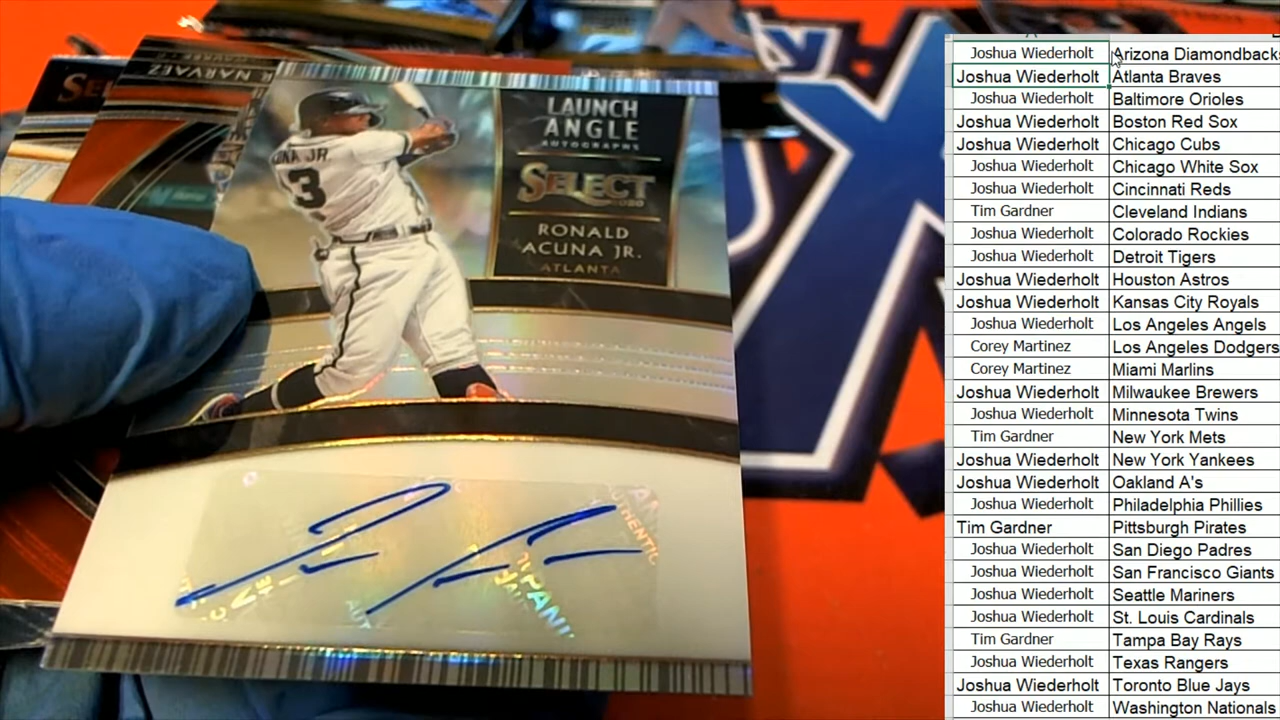 R NARVAEZ
LAUNCH
ANGLE
AUTOGRAPHS
SELECT
2020
RONALD
ACUNA JR.
ATLANTA
UNA JR
13
Joshua Wiederholt Arizona Diamondbacks
Joshua Wiederholt Atlanta Braves
Joshua Wiederholt Baltimore Orioles
Joshua Wiederholt Boston Red Sox
Joshua Wiederholt Chicago Cubs
Joshua Wiederholt Chicago White Sox
Joshua Wiederholt Cincinnati Reds
Tim Gardner Cleveland Indians
Joshua Wiederholt Colorado Rockies
Joshua Wiederholt Detroit Tigers
Joshua Wiederholt Houston Astros
Joshua Wiederholt Kansas City Royals
Joshua Wiederholt Los Angeles Angels
Corey Martinez Los Angeles Dodgers
Corey Martinez Miami Marlins
Joshua Wiederholt Milwaukee Brewers
Joshua Wiederholt Minnesota Twins
Tim Gardner New York Mets
Joshua Wiederholt New York Yankees
Joshua Wiederholt Oakland A's
Joshua Wiederholt Philadelphia Phillies
Tim Gardner Pittsburgh Pirates
Joshua Wiederholt San Diego Padres
Joshua Wiederholt San Francisco Giants
Joshua Wiederholt Seattle Mariners
Joshua Wiederholt St. Louis Cardinals
Tim Gardner Tampa Bay Rays
Joshua Wiederholt Texas Rangers
Joshua Wiederholt Toronto Blue Jays
Joshua Wiederholt Washington Nationals